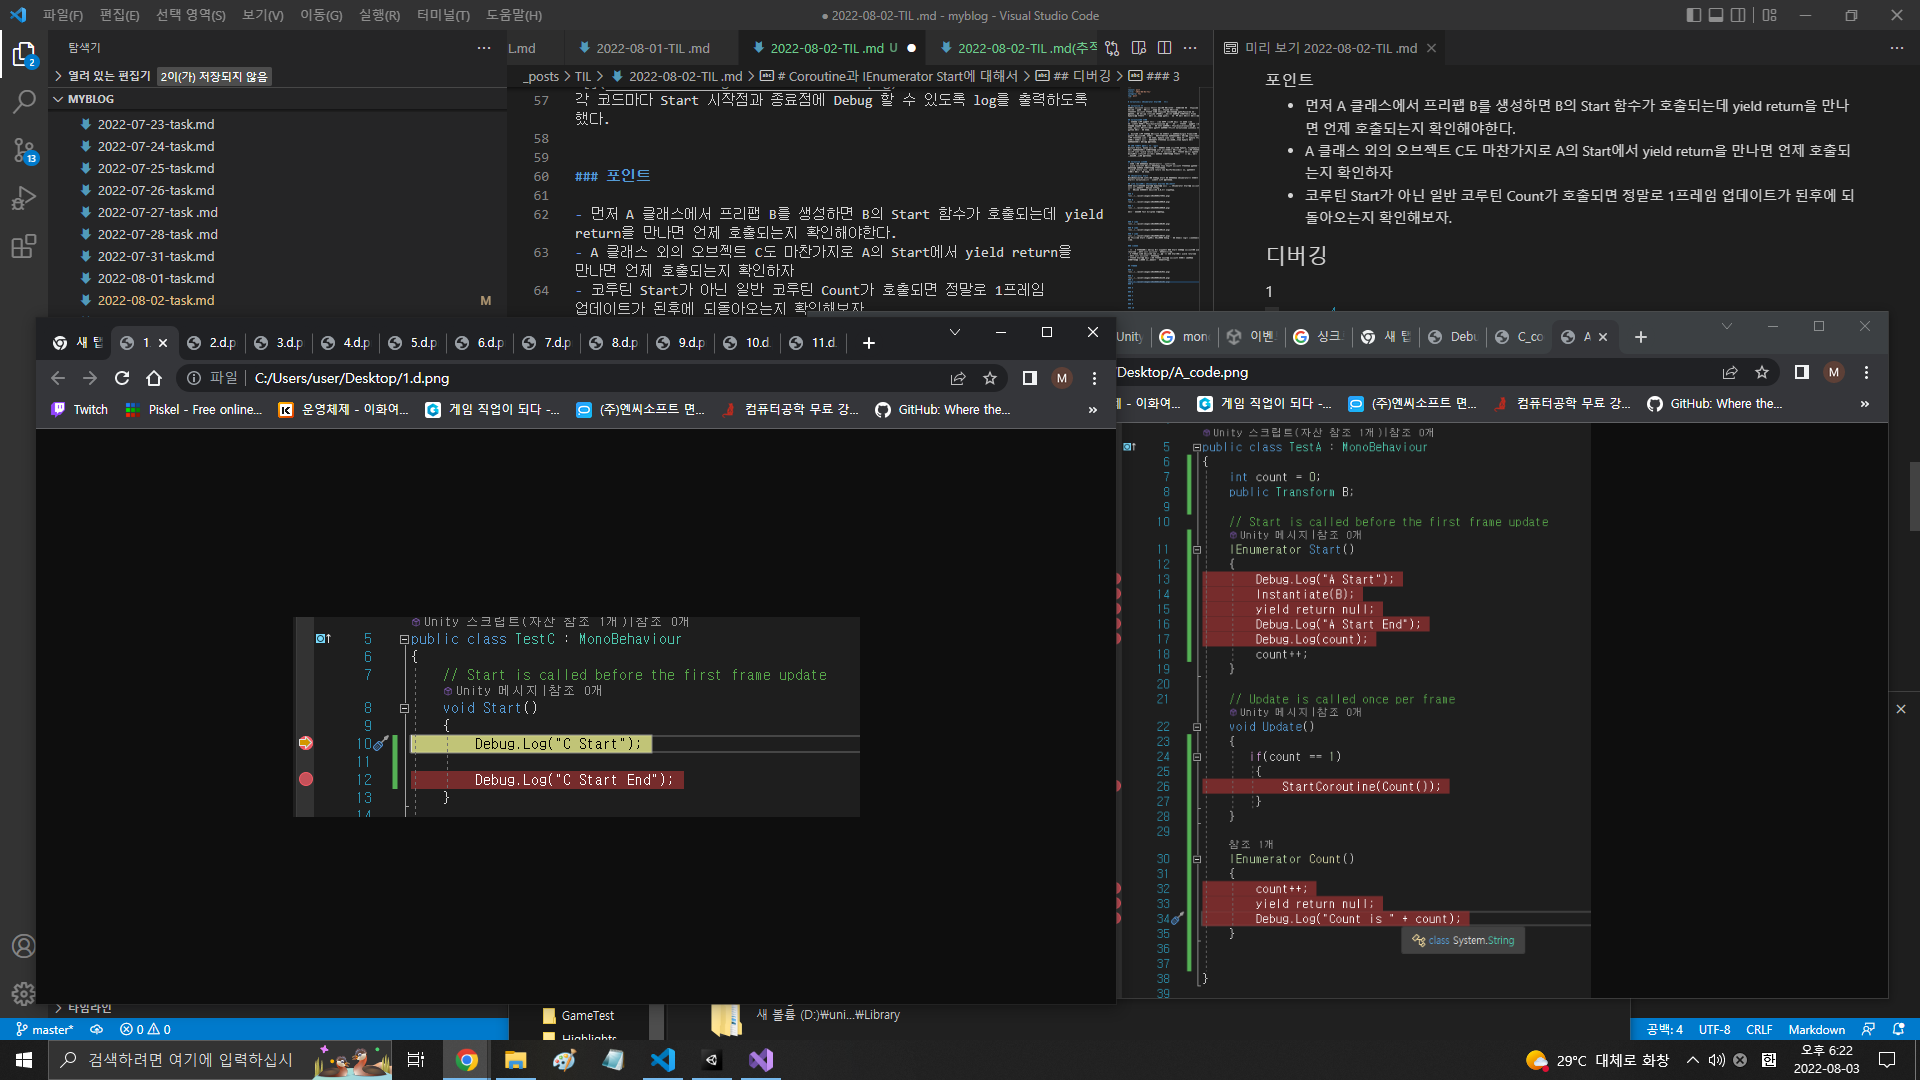 파일(F) 편집(E) 선택 영역(S) 보기(V) 이동(G) 실행(R) 터미널(T) 도움말(H)
● 2022-08-02-TIL .md - myblog - Visual Studio Code
탐색기
L.md 2022-08-01-TIL .md 2022-08-02-TIL .md U 2022-08-02-TIL .md(추적
미리 보기 2022-08-02-TIL .md
열려 있는 편집기 2이(가) 저장되지 않음
_posts > TIL > 2022-08-02-TIL .md > # Coroutine과 IEnumerator Start에 대해서 > ## 디버깅 > ### 3
MYBLOG
2022-07-23-task.md
2022-07-24-task.md
2022-07-25-task.md
2022-07-26-task.md
2022-07-27-task .md
2022-07-28-task .md
2022-07-31-task.md
2022-08-01-task.md
2022-08-02-task.md M
2
13
57 각 코드마다 Start 시작점과 종료점에 Debug 할 수 있도록 log를 출력하도록
했다.
58
59
60 ### 포인트
61
62 - 먼저 A 클래스에서 프리팹 B를 생성하면 B의 Start 함수가 호출되는데 yield
return을 만나면 언제 호출되는지 확인해야한다.
63 - A 클래스 외의 오브젝트 C도 마찬가지로 A의 Start에서 yield return을
만나면 언제 호출되는지 확인하자
64 - 코루틴 Start가 아닌 일반 코루틴 Count가 호출되면 정말로 1프레임
업데이트가 된후에 되돌아오는지 확인해보자
포인트
• 먼저 A 클래스에서 프리팹 B를 생성하면 B의 Start 함수가 호출되는데 yield return을 만나
면 언제 호출되는지 확인해야한다.
• A 클래스 외의 오브젝트 C도 마찬가지로 A의 Start에서 yield return을 만나면 언제 호출되
는지 확인하자
• 코루틴 Start가 아닌 일반 코루틴 Count가 호출되면 정말로 1프레임 업데이트가 된후에 되
돌아오는지 확인해보자.
디버깅
1
새 탭 1 2.d.p 3.d.p 4.d.p 5.d.p 6.d.p 7.d.p 8.d.p 9.d.p 10.d. 11.d
파일 C:/Users/user/Desktop/1.d.png
M
Twitch Piskel - Free online... 운영체제 - 이화여... 게임 직업이 되다 -... (주)엔씨소프트 면... 컴퓨터공학 무료 강... GitHub: Where the... »
Unity 스크립트(자산 참조 1개)|참조 0개
5 public class TestC : MonoBehaviour
6 {
7 // Start is called before the first frame update
Unity 메시지|참조 0개
8 void Start()
9 {
10 Debug.Log("C Start");
11
12 Debug.Log("C Start End");
13 }
14
Unity mon 이벤 싱크 새 탭 Debu C_co A
Desktop/A_code.png
M
- 이화여... 게임 직업이 되다 -... (주)엔씨소프트 면... 컴퓨터공학 무료 강... GitHub: Where the... »
Unity 스크립트(자산 참조 1개)|참조 0개
5 public class TestA : MonoBehaviour
6 {
7 int count = 0;
8 public Transform B;
9
10 // Start is called before the first frame update
Unity 메시지|참조 0개
11 IEnumerator Start()
12 {
13 Debug.Log("A Start");
14 Instantiate(B);
15 yield return null;
16 Debug.Log("A Start End");
17 Debug.Log(count);
18 count++;
19 }
20
21 // Update is called once per frame
Unity 메시지|참조 0개
22 void Update()
23 {
24 if(count == 1)
25 {
26 StartCoroutine(Count());
27 }
28 }
29
참조 1개
30 IEnumerator Count()
31 {
32 count++;
33 yield return null;
34 Debug.Log("Count is " + count);
35 }
class System.String
36
37
38 }
39
타임라인
GameTest
Highlights
새 볼륨 (D:)₩uni...₩Library
master* 0 0
공백: 4 UTF-8 CRLF Markdown
검색하려면 여기에 입력하십시
29°C 대체로 화창
한
오후 6:22
2022-08-03